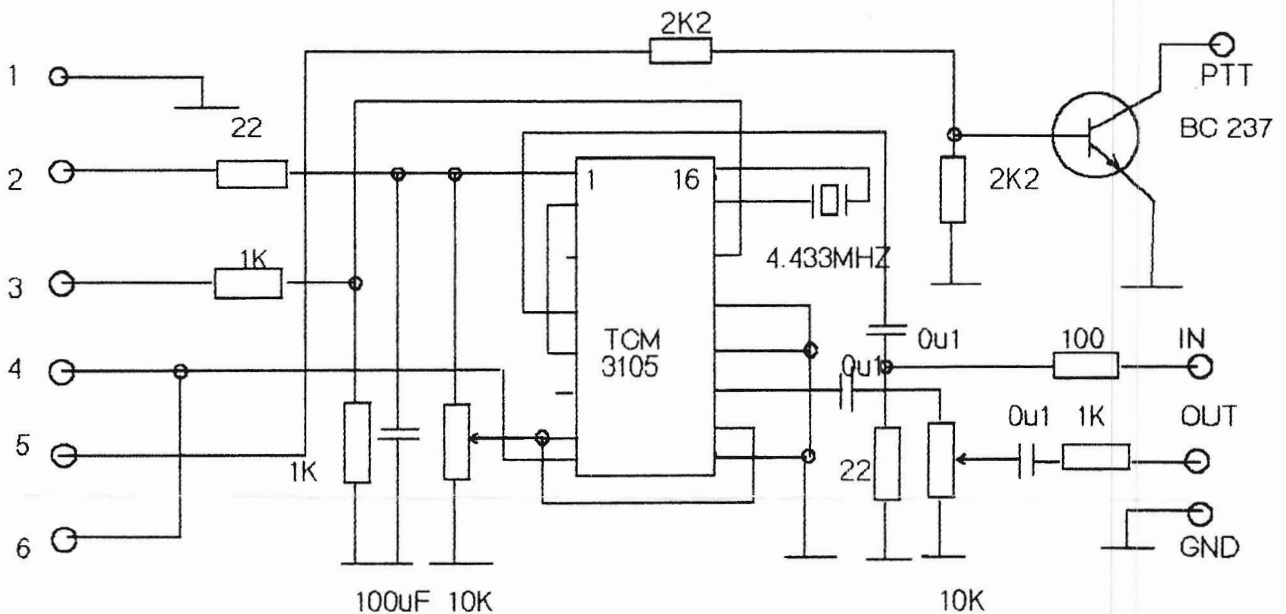 2K2
1
PTT
22
BC 237
2
1
16
2K2
1K
4.433MHZ
3
TCM
3105
0u1
100
IN
4
0u1
0u1
1K
OUT
5
1K
22
6
GND
100uF
10K
10K